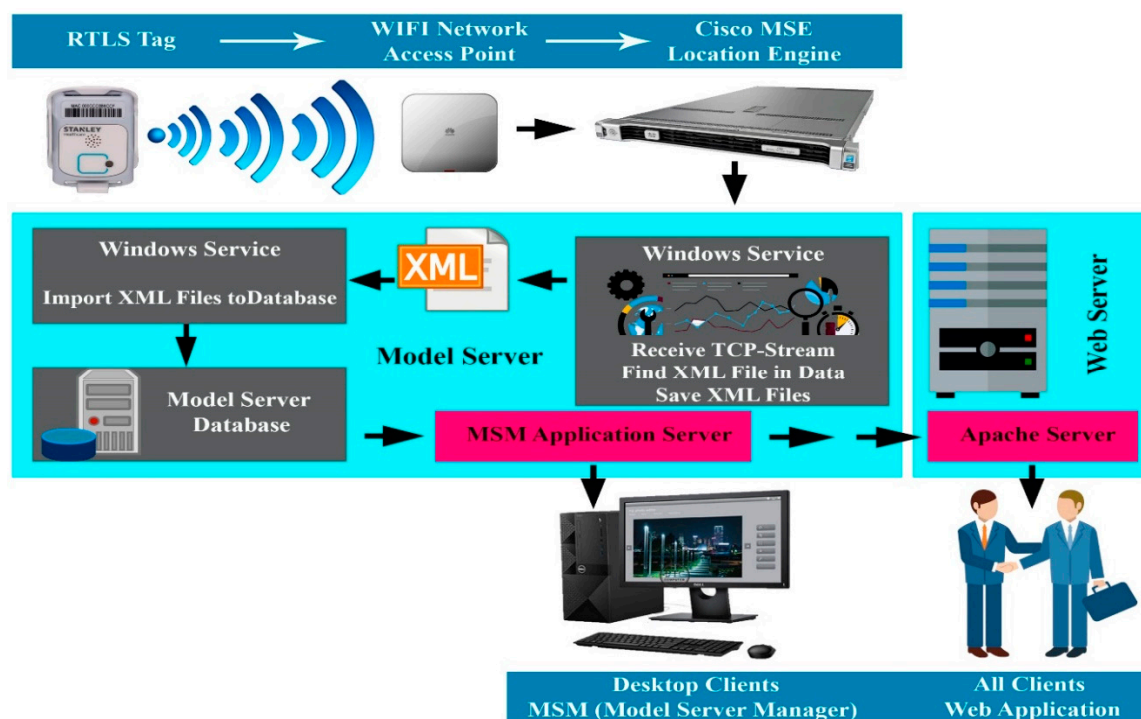 RTLS Tag
WIFI Network
Access Point
Cisco MSE
Location Engine
STANLEY
Windows Service
Import XML Files toDatabase
XML
Windows Service
Receive TCP-Stream
Find XML File in Data
Save XML Files
Model Server
Web Server
Model Server
Database
MSM Application Server
Apache Server
Desktop Clients
MSM (Model Server Manager)
All Clients
Web Application